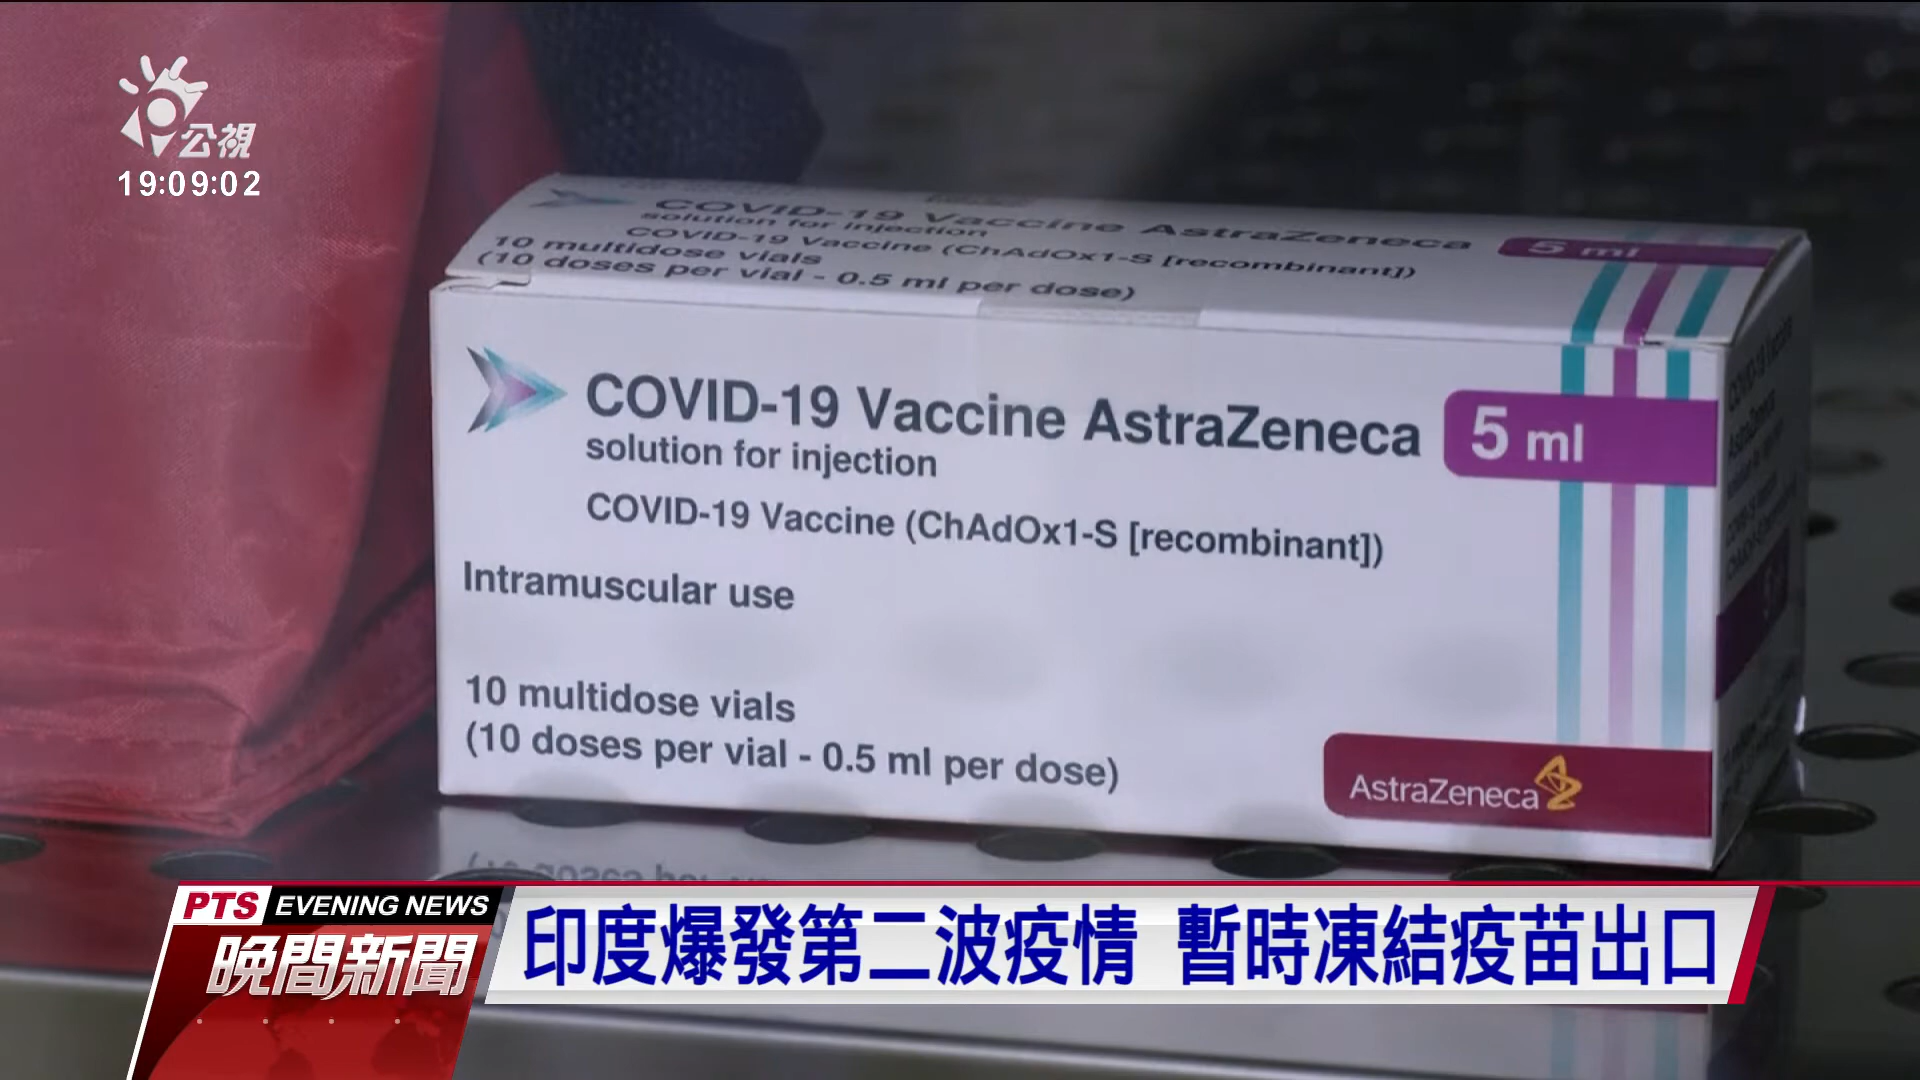 公視
19:09:02
COVID-19 Vaccine AstraZeneca
solution for injection
COVID-19 Vaccine (ChAdOx1-S [recombinant])
10 multidose vials
(10 doses per vial - 0.5 ml per dose)
5 ml
COVID-19 Vaccine AstraZeneca
5 ml
solution for injection
COVID-19 Vaccine (ChAdOx1-S [recombinant])
Intramuscular use
10 multidose vials
(10 doses per vial - 0.5 ml per dose)
AstraZeneca
PTS EVENING NEWS
晚間新聞
印度爆發第二波疫情 暫時凍結疫苗出口